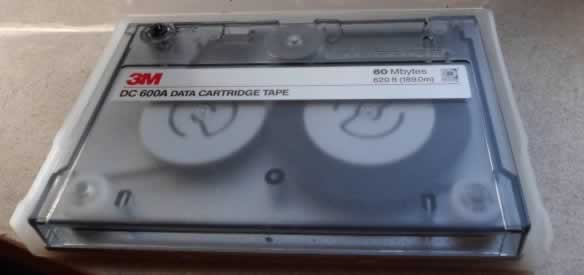 3M
60 Mbytes
DC 600A DATA CARTRIDGE TAPE
620 ft (189.0m)